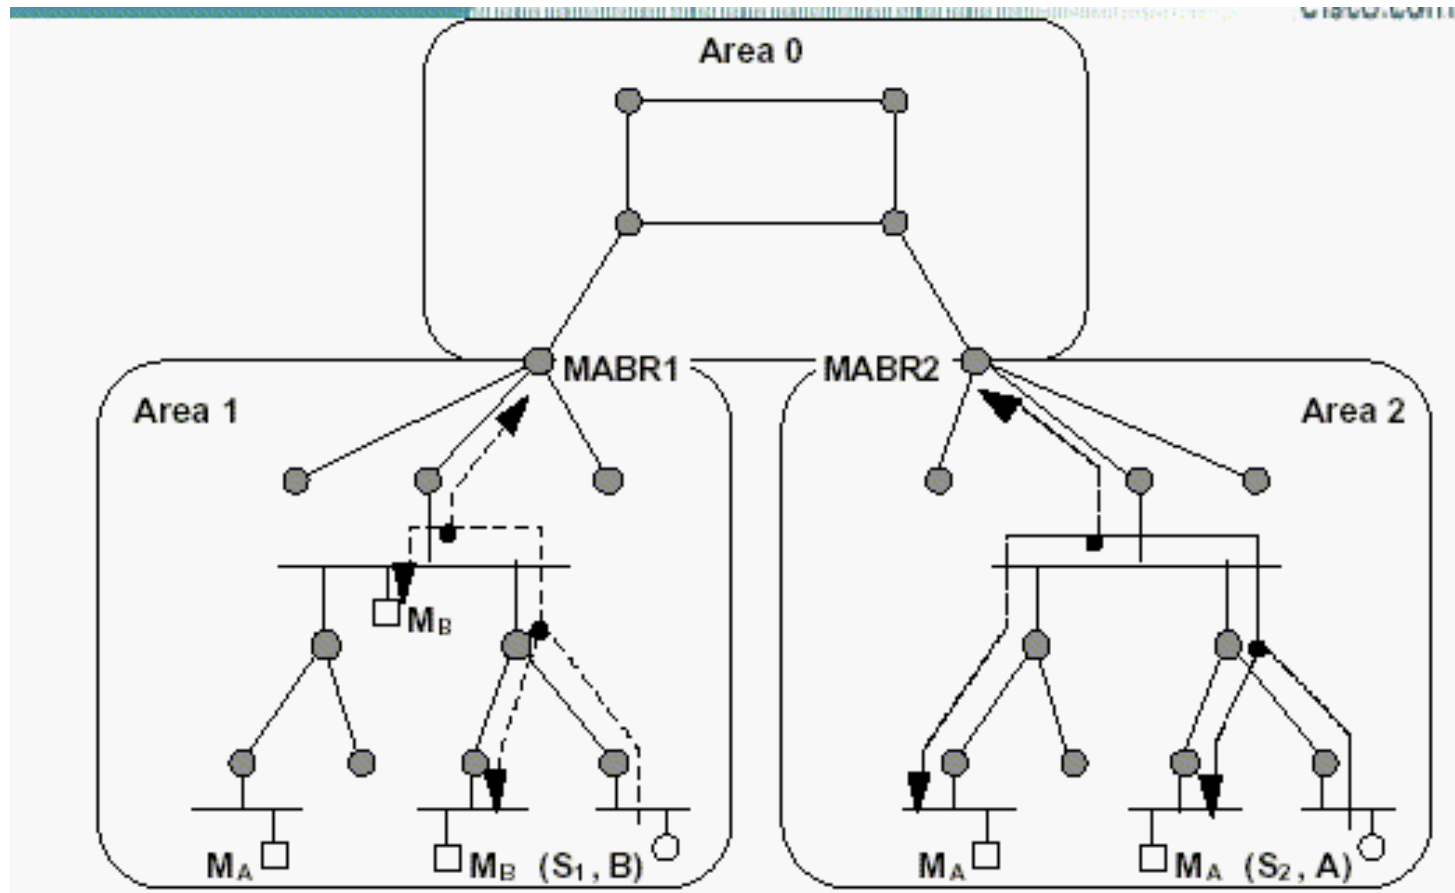 Area 0
MABR1
MABR2
Area 1
Area 2
MB
MA
MB (S1, B)
MA
MA (S2, A)